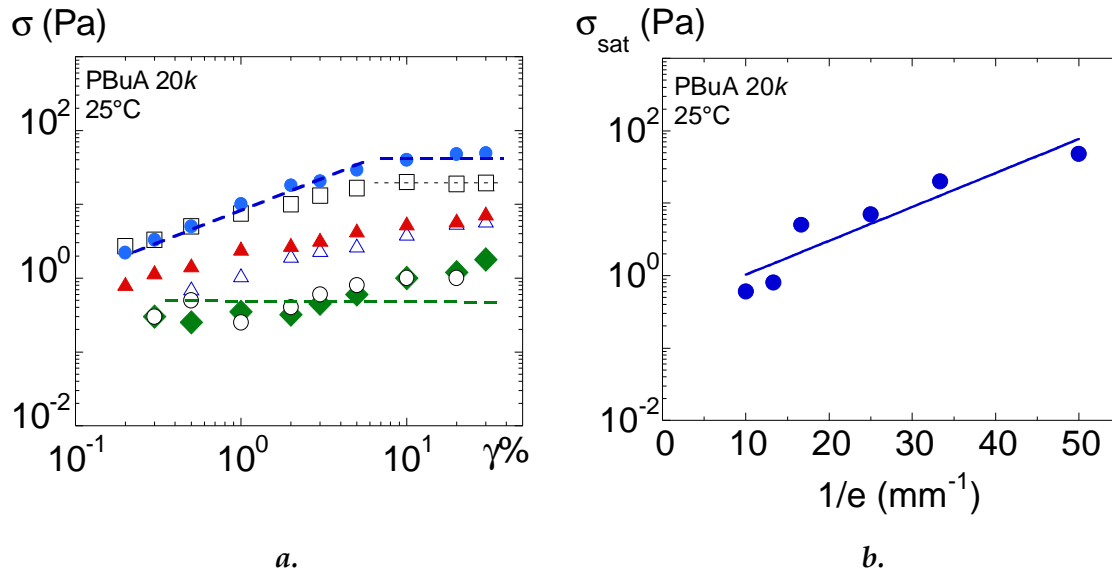 σ (Pa)
PBuA 20k
25°C
10²
10⁰
10⁻²
10⁻¹ 10⁰ 10¹ γ%
a.
σ_sat (Pa)
PBuA 20k
25°C
10²
10⁰
10⁻²
0 10 20 30 40 50
1/e (mm⁻¹)
b.